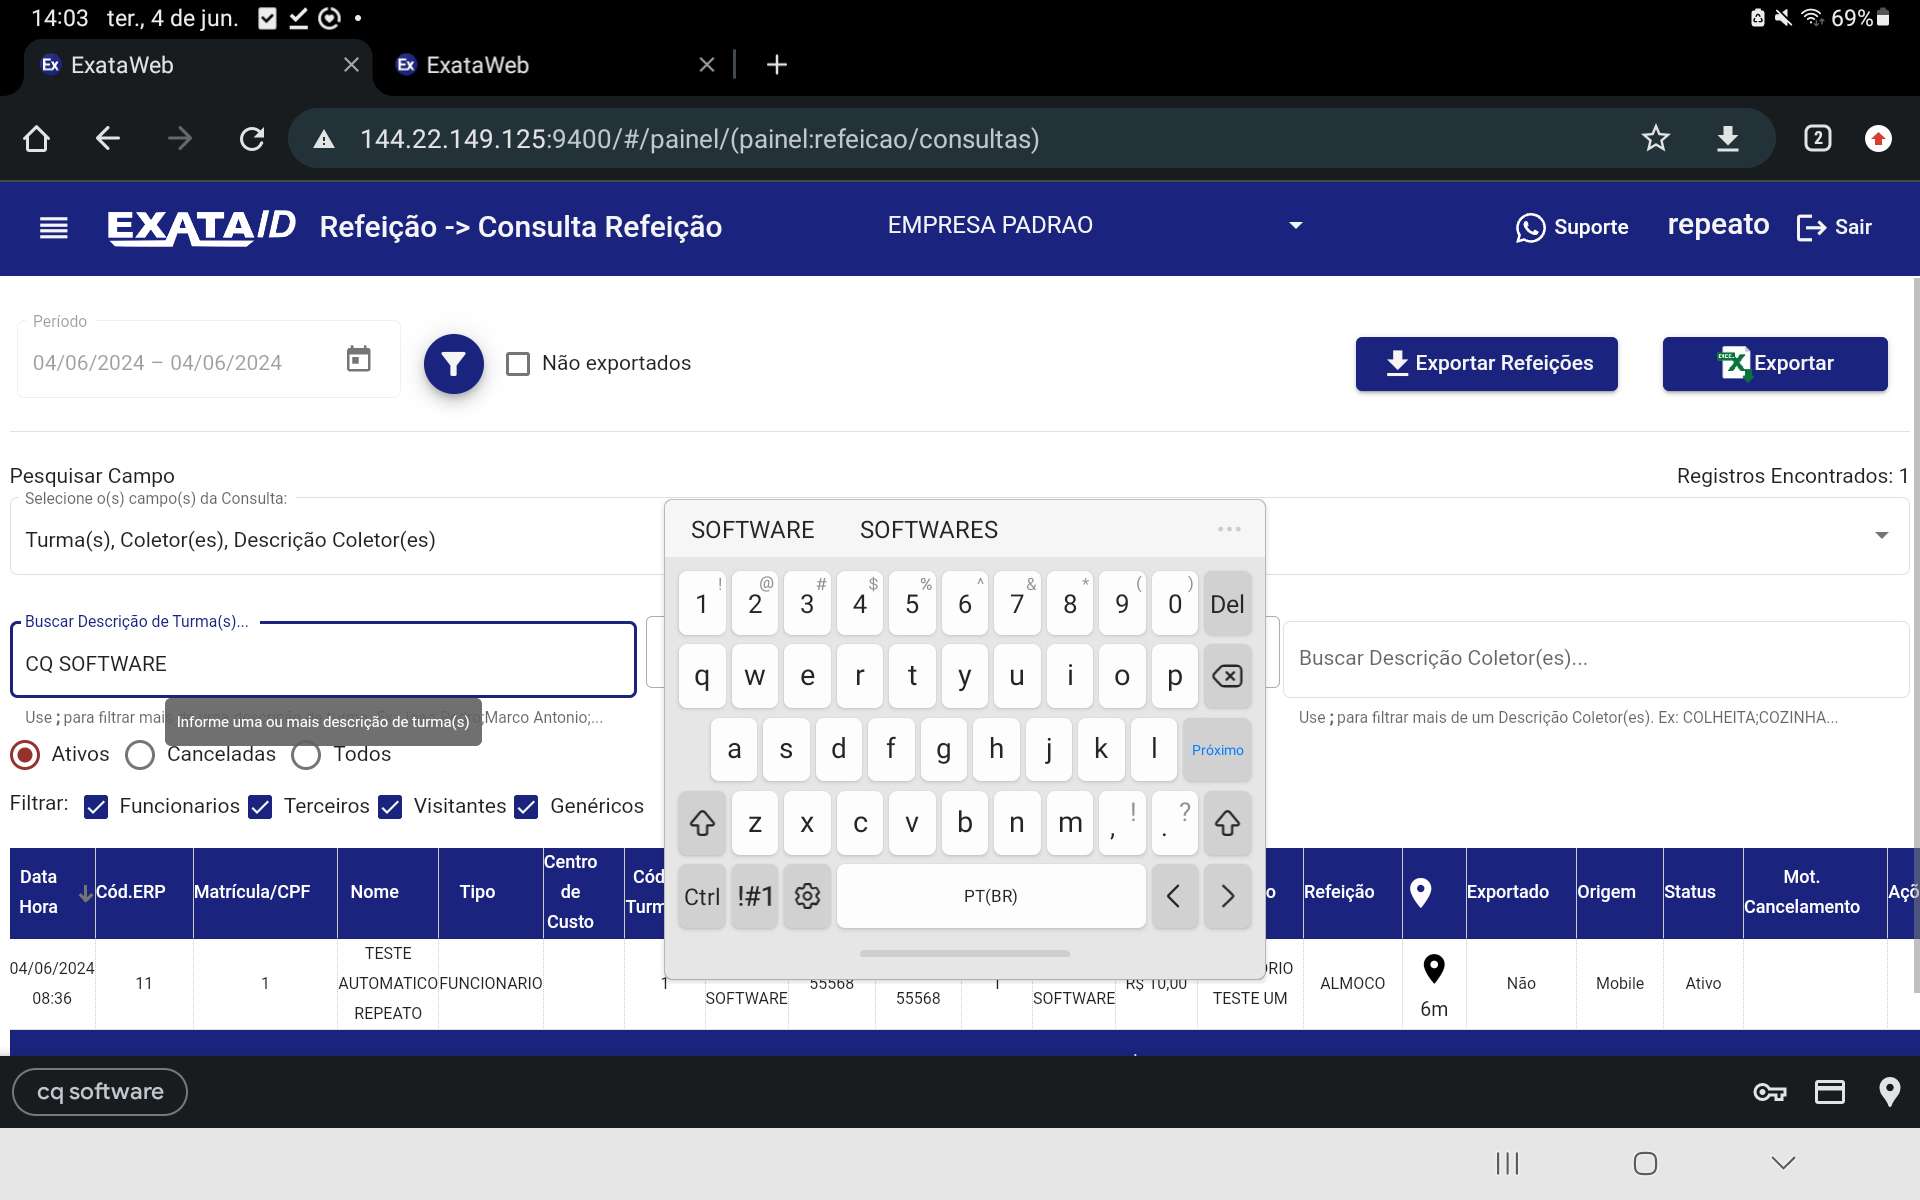 14:03 ter., 4 de jun.
69%
Ex ExataWeb
Ex ExataWeb
144.22.149.125:9400/#/painel/(painel:refeicao/consultas)
2
EXATA/ID Refeição -> Consulta Refeição
EMPRESA PADRAO
Suporte
repeato
Sair
Período
04/06/2024 – 04/06/2024
Não exportados
Exportar Refeições
Exportar
Pesquisar Campo
Registros Encontrados: 1
Selecione o(s) campo(s) da Consulta:
Turma(s), Coletor(es), Descrição Coletor(es)
Buscar Descrição de Turma(s)...
CQ SOFTWARE
Buscar Descrição Coletor(es)...
Use ; para filtrar mai
;Marco Antonio;...
Informe uma ou mais descrição de turma(s)
Use ; para filtrar mais de um Descrição Coletor(es). Ex: COLHEITA;COZINHA...
Ativos Canceladas Todos
Filtrar: Funcionarios Terceiros Visitantes Genéricos
SOFTWARE SOFTWARES ...
1 ! 2 @ 3 # 4 $ 5 % 6 ^ 7 & 8 * 9 ( 0 ) Del
q w e r t y u i o p
a s d f g h j k l Próximo
z x c v b n m , ! . ?
Ctrl !#1 PT(BR) < >
Data Hora
Cód.ERP
Matrícula/CPF
Nome
Tipo
Centro de Custo
Cód Turm
o
Refeição
Exportado
Origem
Status
Mot. Cancelamento
Açõ
04/06/2024 08:36
11
1
TESTE AUTOMATICO REPEATO
FUNCIONARIO
1
SOFTWARE
55568
55568
1
SOFTWARE
R$ 10,00
RIO TESTE UM
ALMOCO
6m
Não
Mobile
Ativo
cq software